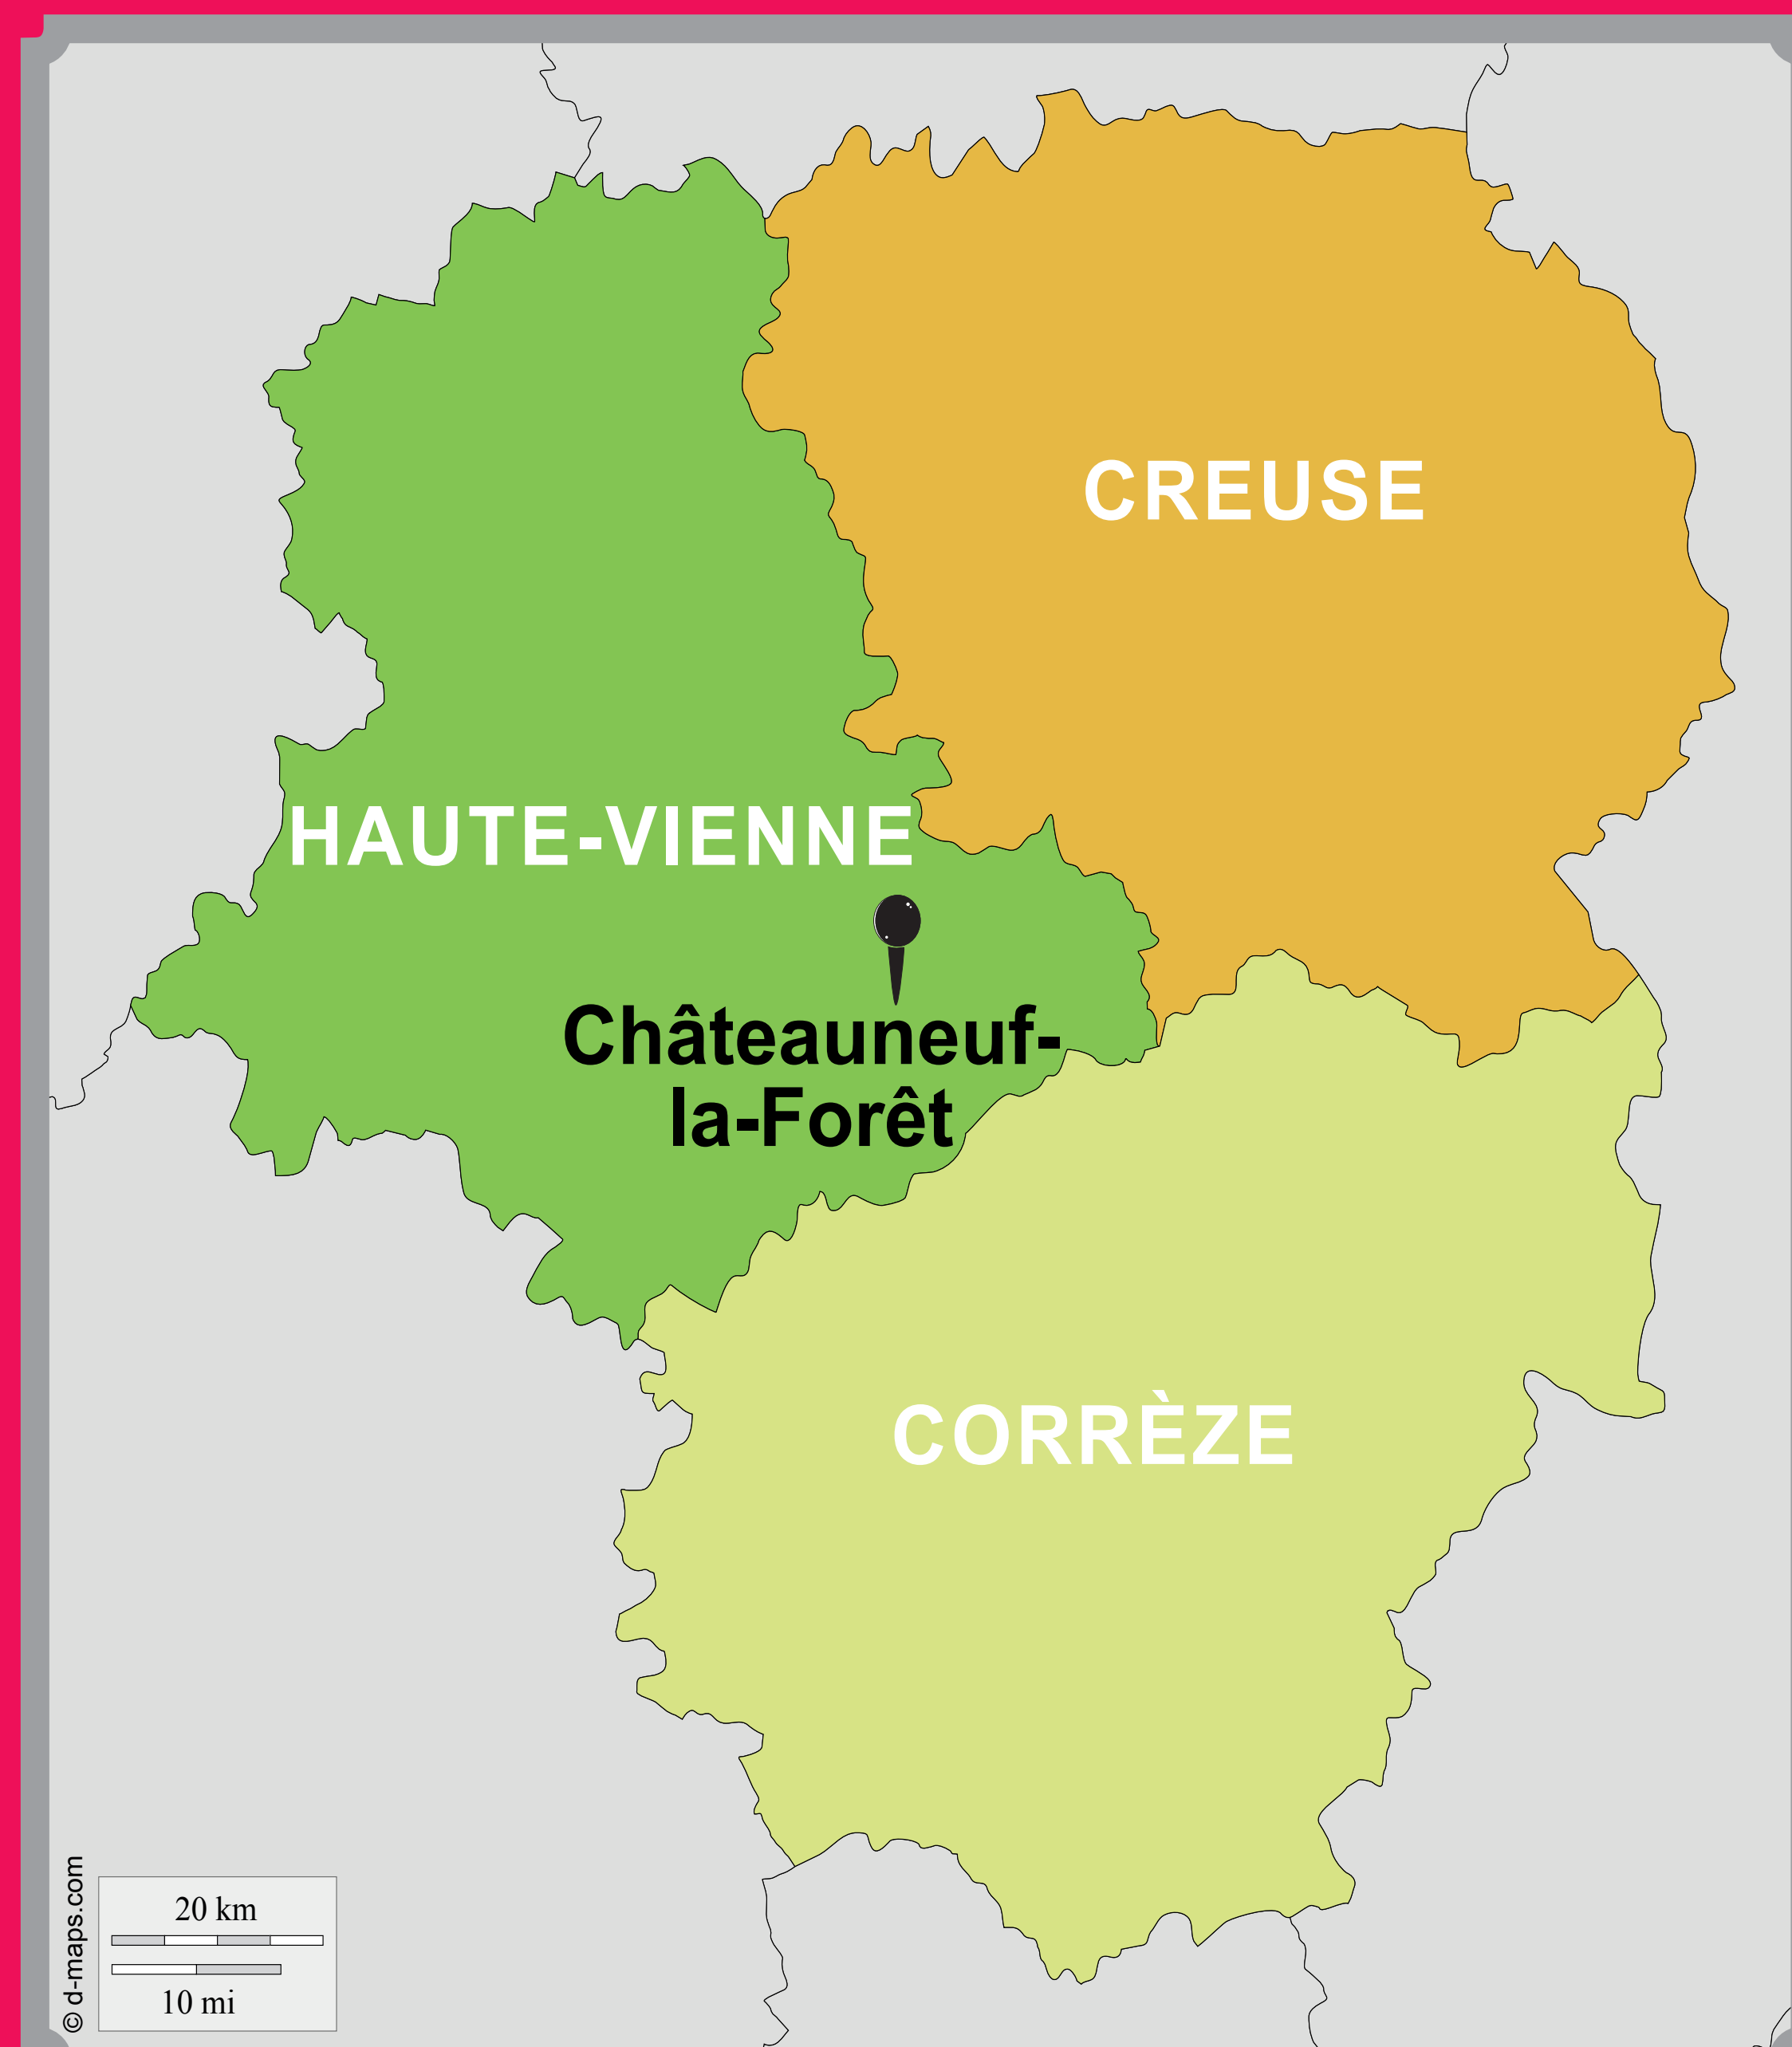 CREUSE
HAUTE-VIENNE
Châteauneuf-
la-Forêt
CORRÈZE
© d-maps.com
20 km
10 mi